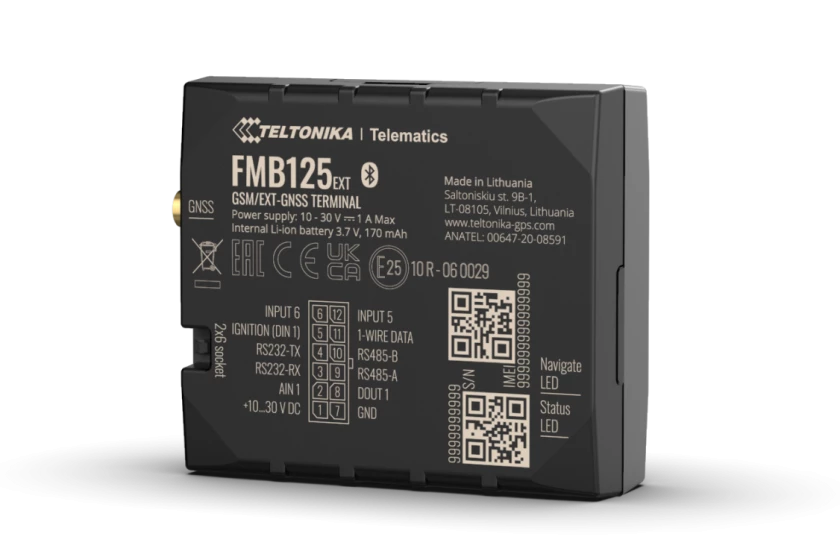 TELTONIKA | Telematics
FMB125EXT
GSM/EXT-GNSS TERMINAL
Power supply: 10 - 30 V ⎓ 1 A Max
Internal Li-ion battery 3.7 V, 170 mAh
Made in Lithuania
Saltoniskiu st. 9B-1,
LT-08105, Vilnius, Lithuania
www.teltonika-gps.com
ANATEL: 00647-20-08591
GNSS
EAC CE UKCA E25 10 R - 06 0029
2x6 socket
INPUT 6 6 12 INPUT 5
IGNITION (DIN 1) 5 11 1-WIRE DATA
RS232-TX 4 10 RS485-B
RS232-RX 3 9 RS485-A
AIN 1 2 8 DOUT 1
+10...30 V DC 1 7 GND
IMEI 999999999999999
S/N 9999999999
Navigate
LED
Status
LED